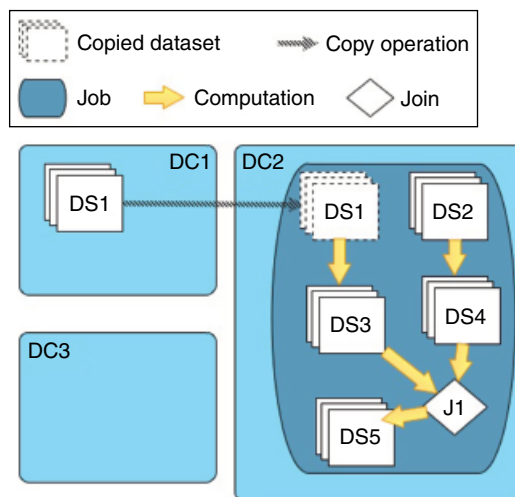 Copied dataset
Copy operation
Job
Computation
Join
DC1
DC2
DS1
DS1
DS2
DS3
DS4
DC3
J1
DS5